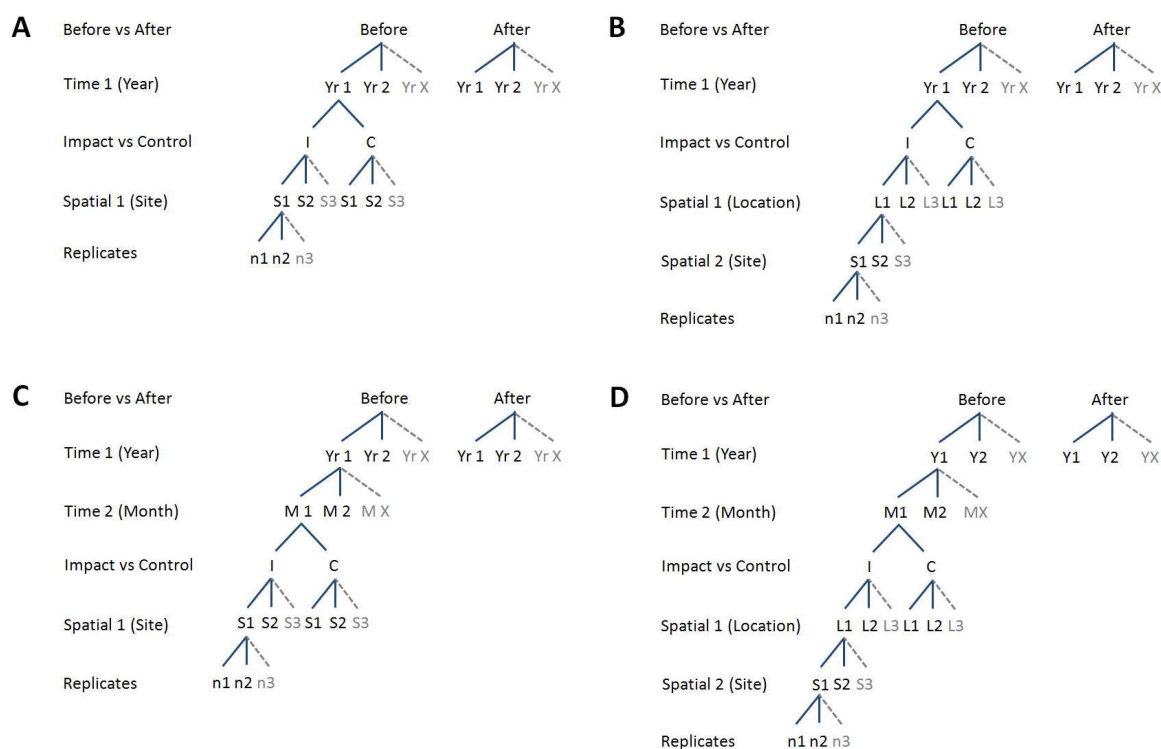 A
Before vs After Before After
Time 1 (Year) Yr 1 Yr 2 Yr X Yr 1 Yr 2 Yr X
Impact vs Control I C
Spatial 1 (Site) S1 S2 S3 S1 S2 S3
Replicates n1 n2 n3
B
Before vs After Before After
Time 1 (Year) Yr 1 Yr 2 Yr X Yr 1 Yr 2 Yr X
Impact vs Control I C
Spatial 1 (Location) L1 L2 L3 L1 L2 L3
Spatial 2 (Site) S1 S2 S3
Replicates n1 n2 n3
C
Before vs After Before After
Time 1 (Year) Yr 1 Yr 2 Yr X Yr 1 Yr 2 Yr X
Time 2 (Month) M 1 M 2 M X
Impact vs Control I C
Spatial 1 (Site) S1 S2 S3 S1 S2 S3
Replicates n1 n2 n3
D
Before vs After Before After
Time 1 (Year) Y1 Y2 YX Y1 Y2 YX
Time 2 (Month) M1 M2 MX
Impact vs Control I C
Spatial 1 (Location) L1 L2 L3 L1 L2 L3
Spatial 2 (Site) S1 S2 S3
Replicates n1 n2 n3